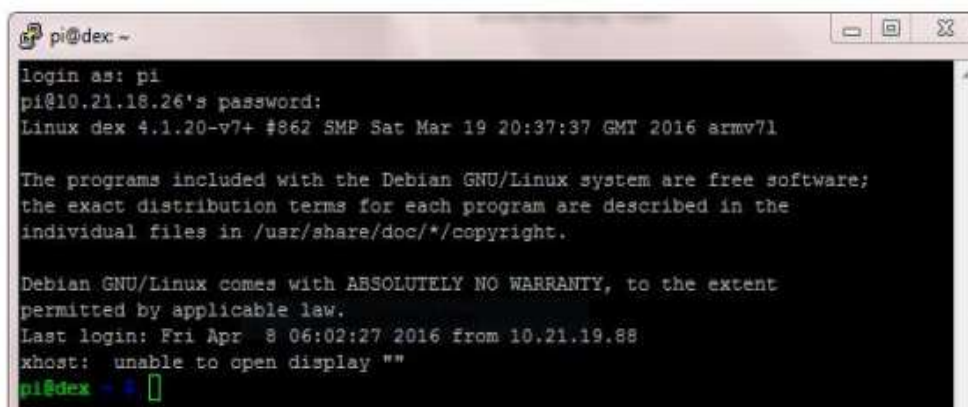 pi@dex: ~
login as: pi
pi@10.21.18.26's password:
Linux dex 4.1.20-v7+ #862 SMP Sat Mar 19 20:37:37 GMT 2016 armv7l
The programs included with the Debian GNU/Linux system are free software;
the exact distribution terms for each program are described in the
individual files in /usr/share/doc/*/copyright.
Debian GNU/Linux comes with ABSOLUTELY NO WARRANTY, to the extent
permitted by applicable law.
Last login: Fri Apr  8 06:02:27 2016 from 10.21.19.88
xhost:  unable to open display ""
pi@dex ~ $